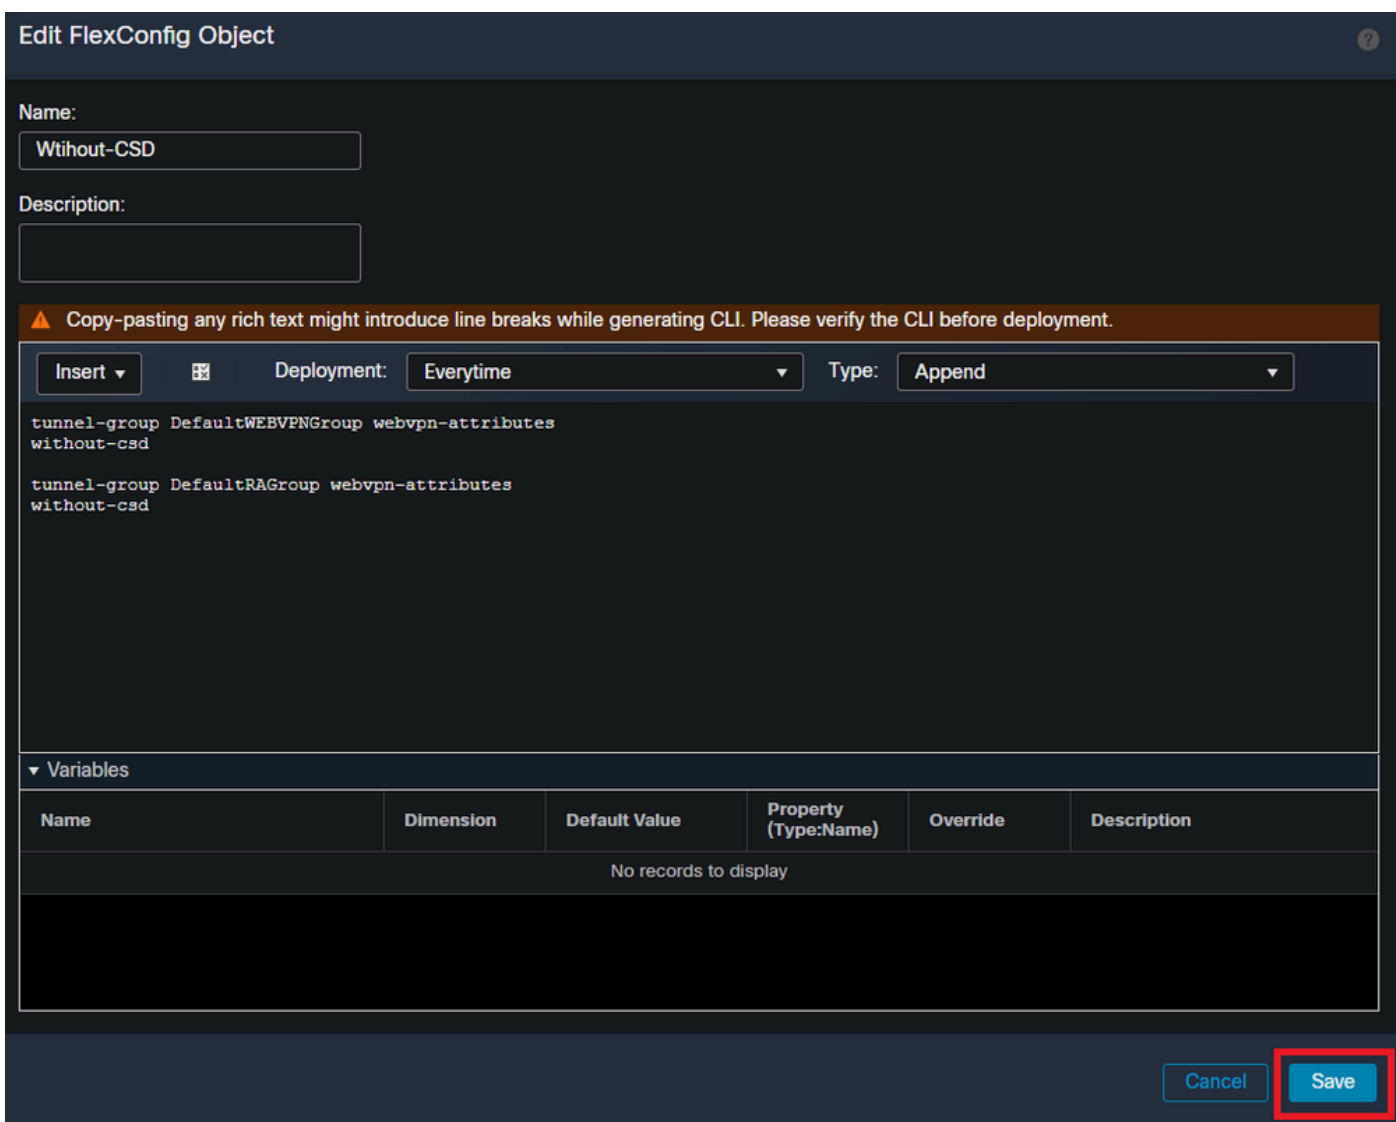 Edit FlexConfig Object
?
Name:
Wtihout-CSD
Description:
Copy-pasting any rich text might introduce line breaks while generating CLI. Please verify the CLI before deployment.
Insert Deployment: Everytime Type: Append
tunnel-group DefaultWEBVPNGroup webvpn-attributes
without-csd
tunnel-group DefaultRAGroup webvpn-attributes
without-csd
Variables
Name Dimension Default Value Property (Type:Name) Override Description
No records to display
Cancel Save